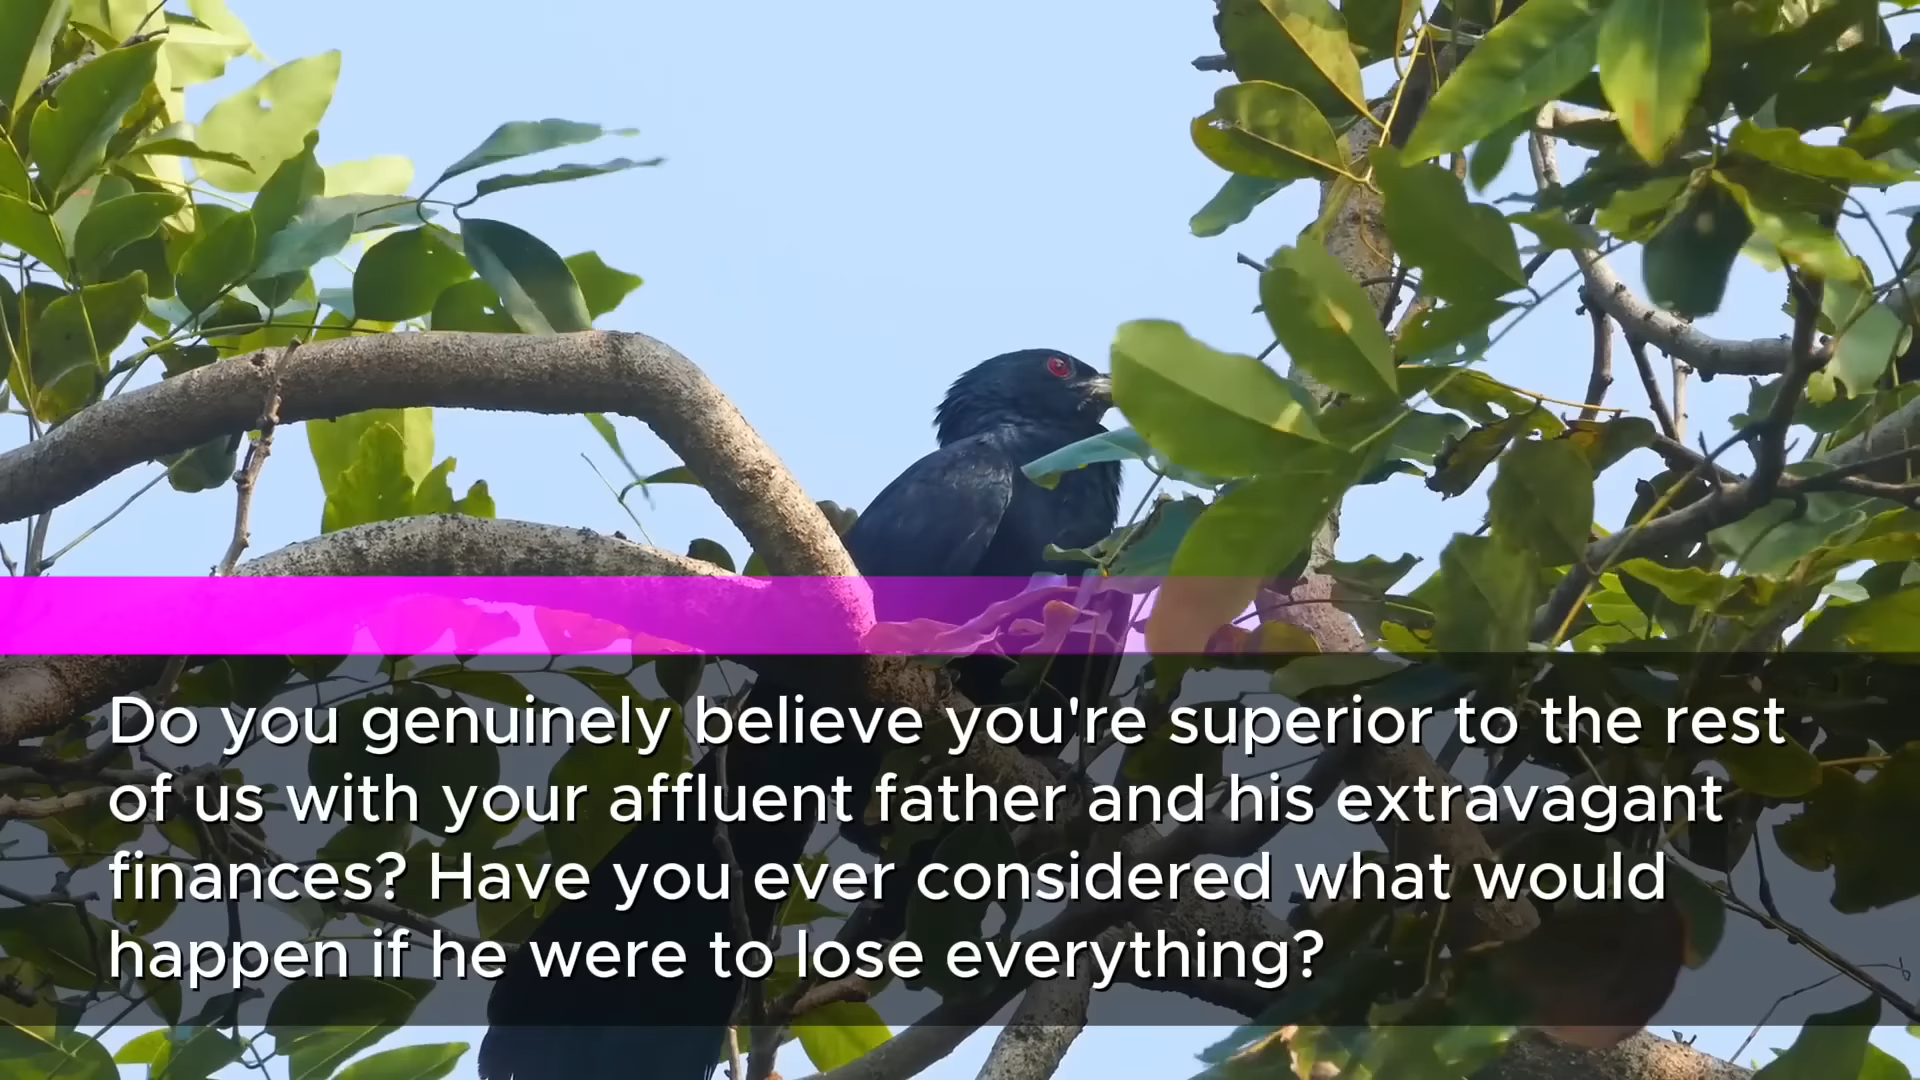 Do you genuinely believe you're superior to the rest
of us with your affluent father and his extravagant
finances? Have you ever considered what would
happen if he were to lose everything?